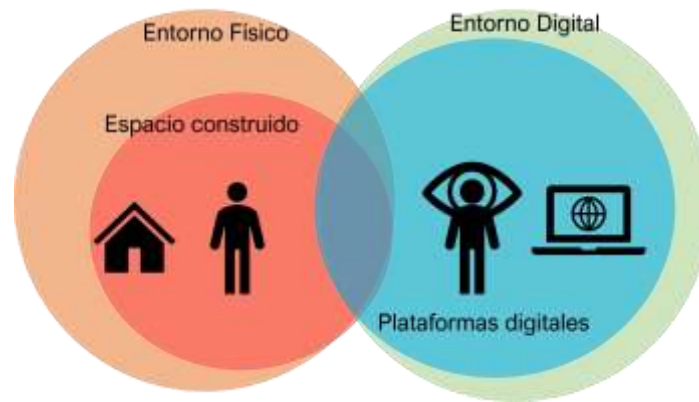 Entorno Físico
Entorno Digital
Espacio construido
Plataformas digitales